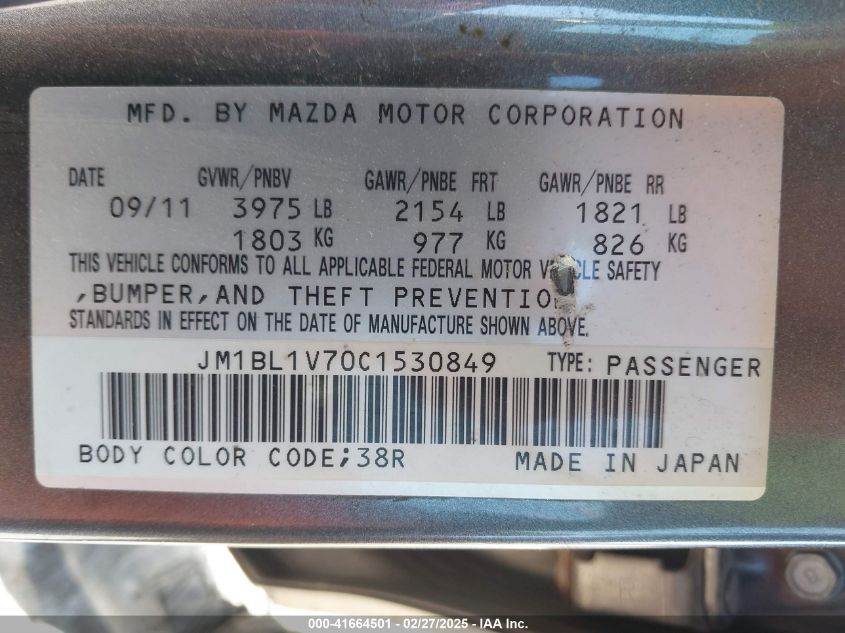 MFD. BY MAZDA MOTOR CORPORATION
DATE GVWR/PNBV GAWR/PNBE FRT GAWR/PNBE RR
09/11 3975 LB 2154 LB 1821 LB
1803 KG 977 KG 826 KG
THIS VEHICLE CONFORMS TO ALL APPLICABLE FEDERAL MOTOR SAFETY
,BUMPER,AND THEFT
STANDARDS IN EFFECT ON THE DATE OF MANUFACTURE SHOWN ABOVE.
JM1BL1V70C1530849 TYPE: PASSENGER
BODY COLOR CODE;38R MADE IN JAPAN
000-41664501 - 02/27/2025 - IAA Inc.